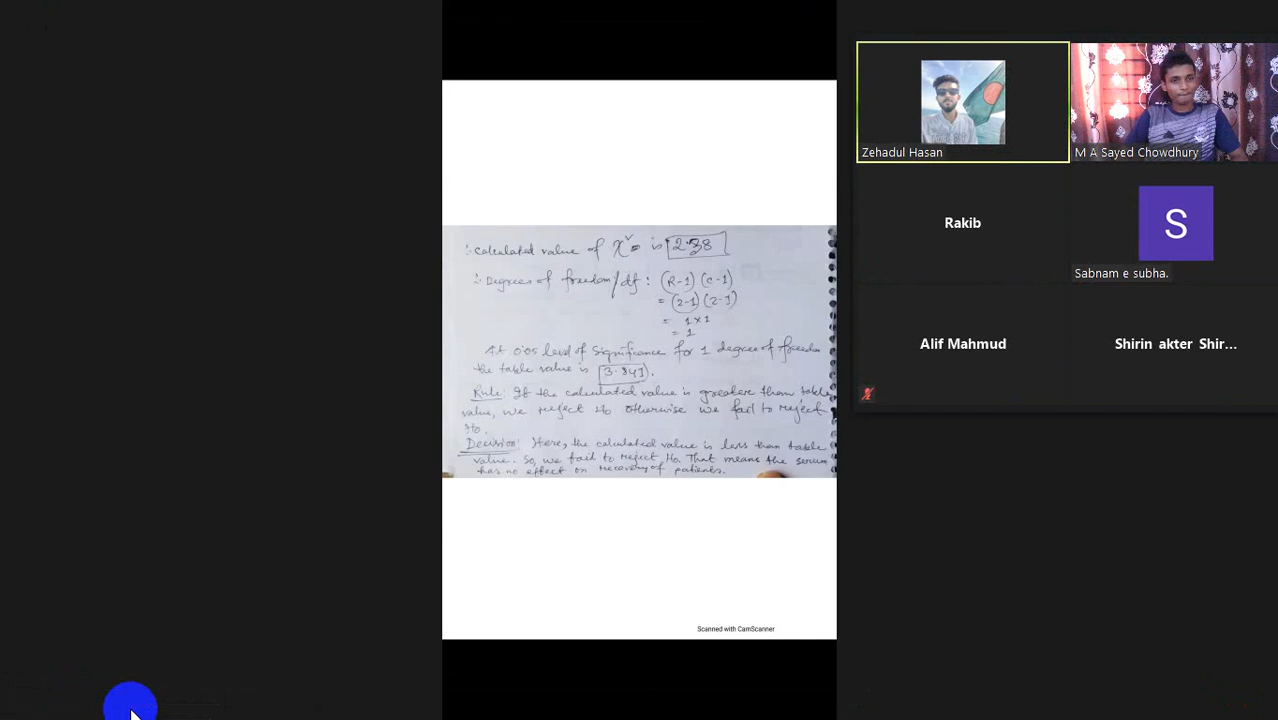 ∴ Calculated value of χ² is 2.38
∴ Degrees of freedom/df : (R-1) (C-1)
= (2-1) (2-1)
= 1×1
= 1
At 0.05 level of significance for 1 degree of freedom
the table value is 3.841.
Rule: If the calculated value is greater than table
value, we reject Ho otherwise we fail to reject
Ho.
Decision: Here, the calculated value is less than table
value. So, we fail to reject Ho. That means the serum
has no effect on recovery of patients.
Scanned with CamScanner
Zehadul Hasan
M A Sayed Chowdhury
Rakib
S
Sabnam e subha.
Alif Mahmud
Shirin akter Shir...